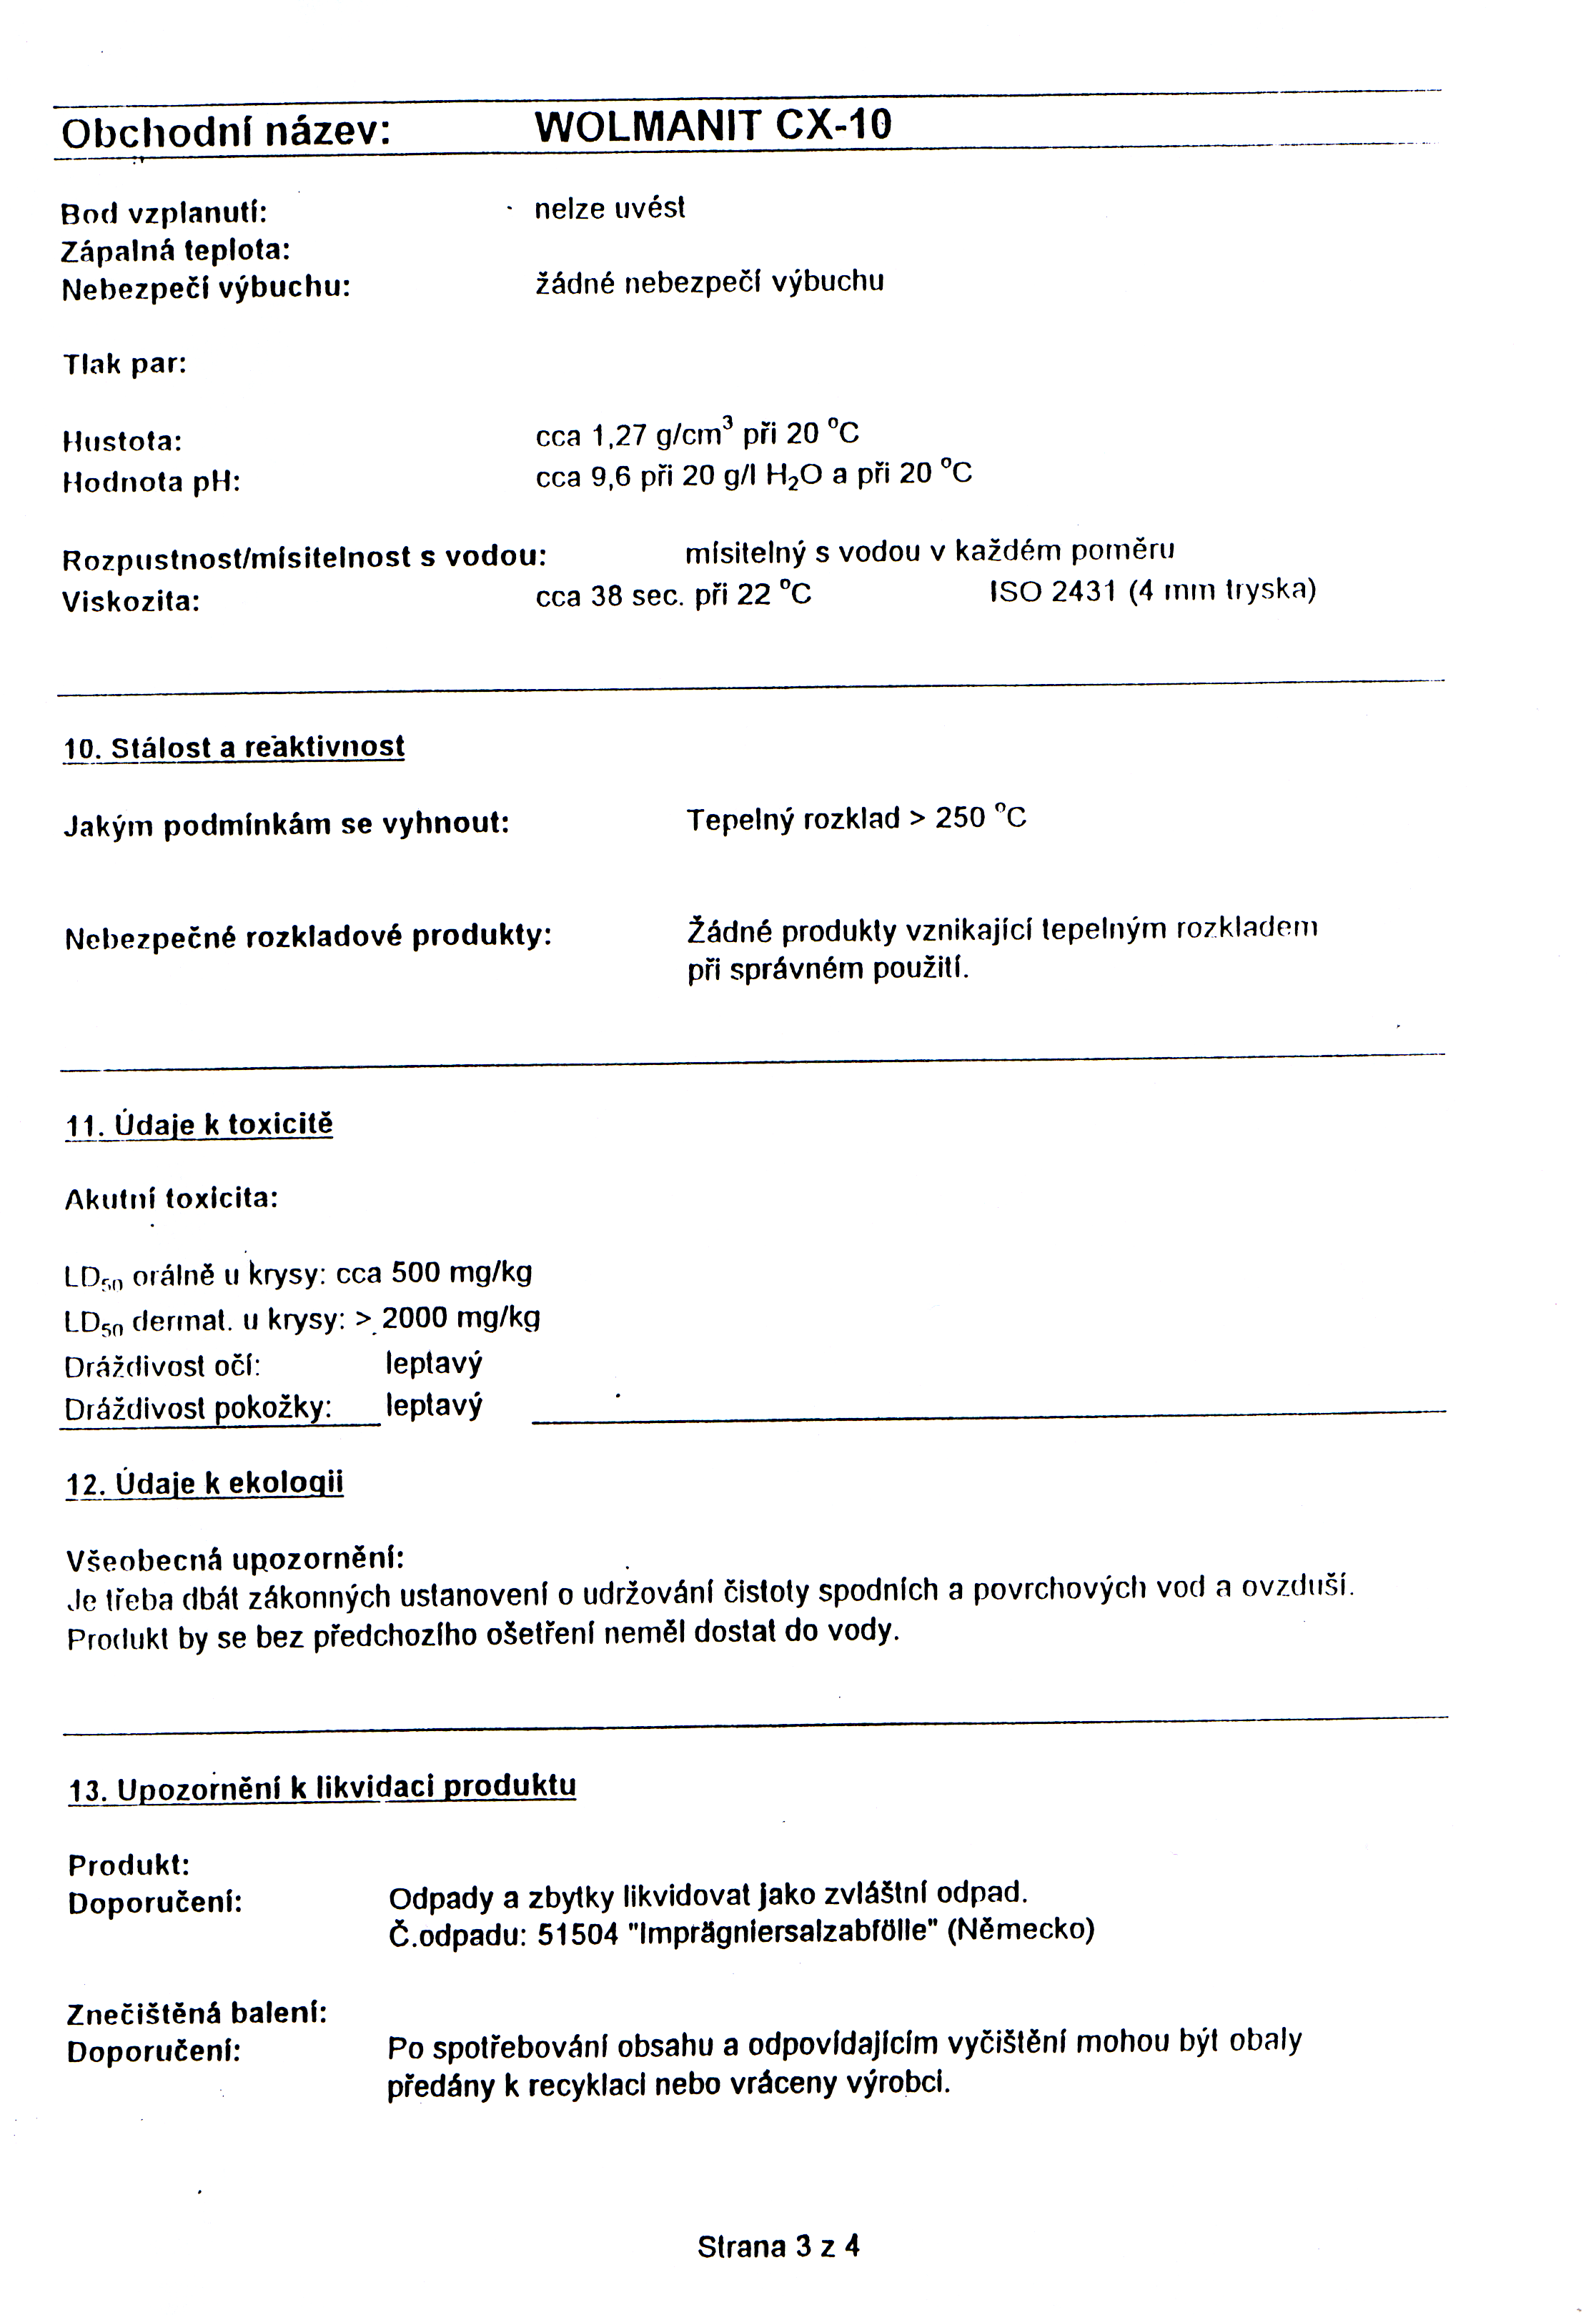 Obchodní název: WOLMANIT CX-10
Bod vzplanutí: nelze uvést
Zápalná teplota:
Nebezpečí výbuchu: žádné nebezpečí výbuchu
Tlak par:
Hustota: cca 1,27 g/cm³ při 20 °C
Hodnota pH: cca 9,6 při 20 g/l H₂O a při 20 °C
Rozpustnost/mísitelnost s vodou: mísitelný s vodou v každém poměru
Viskozita: cca 38 sec. při 22 °C ISO 2431 (4 mm tryska)
10. Stálost a reaktivnost
Jakým podmínkám se vyhnout: Tepelný rozklad > 250 °C
Nebezpečné rozkladové produkty: Žádné produkty vznikající tepelným rozkladem
při správném použití.
11. Údaje k toxicitě
Akutní toxicita:
LD₅₀ orálně u krysy: cca 500 mg/kg
LD₅₀ dermat. u krysy: > 2000 mg/kg
Dráždivost očí: leptavý
Dráždivost pokožky: leptavý
12. Údaje k ekologii
Všeobecná upozornění:
Je třeba dbát zákonných ustanovení o udržování čistoty spodních a povrchových vod a ovzduší.
Produkt by se bez předchozího ošetření neměl dostat do vody.
13. Upozornění k likvidaci produktu
Produkt:
Doporučení: Odpady a zbytky likvidovat jako zvláštní odpad.
Č.odpadu: 51504 "Imprägniersalzabfölle" (Německo)
Znečištěná balení:
Doporučení: Po spotřebování obsahu a odpovídajícím vyčištění mohou být obaly
předány k recyklaci nebo vráceny výrobci.
Strana 3 z 4